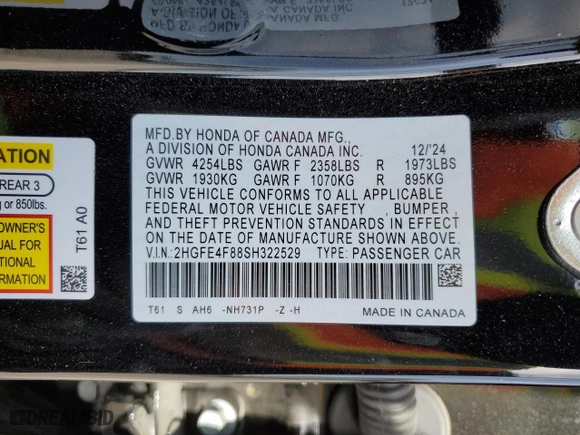 MFD.BY HONDA OF CANADA MFG.,
A DIVISION OF HONDA CANADA INC. 12/'24
GVWR 4254LBS GAWR F 2358LBS R 1973LBS
GVWR 1930KG GAWR F 1070KG R 895KG
THIS VEHICLE CONFORMS TO ALL APPLICABLE
FEDERAL MOTOR VEHICLE SAFETY , BUMPER ,
AND THEFT PREVENTION STANDARDS IN EFFECT
ON THE DATE OF MANUFACTURE SHOWN ABOVE.
V.I.N.:2HGFE4F88SH322529 TYPE: PASSENGER CAR
T61 S AH6 -NH731P -Z -H
MADE IN CANADA
ATION
REAR 3
g or 850lbs.
OWNER'S
UAL FOR
TIONAL
RMATION
T61 A0
DREAMBID